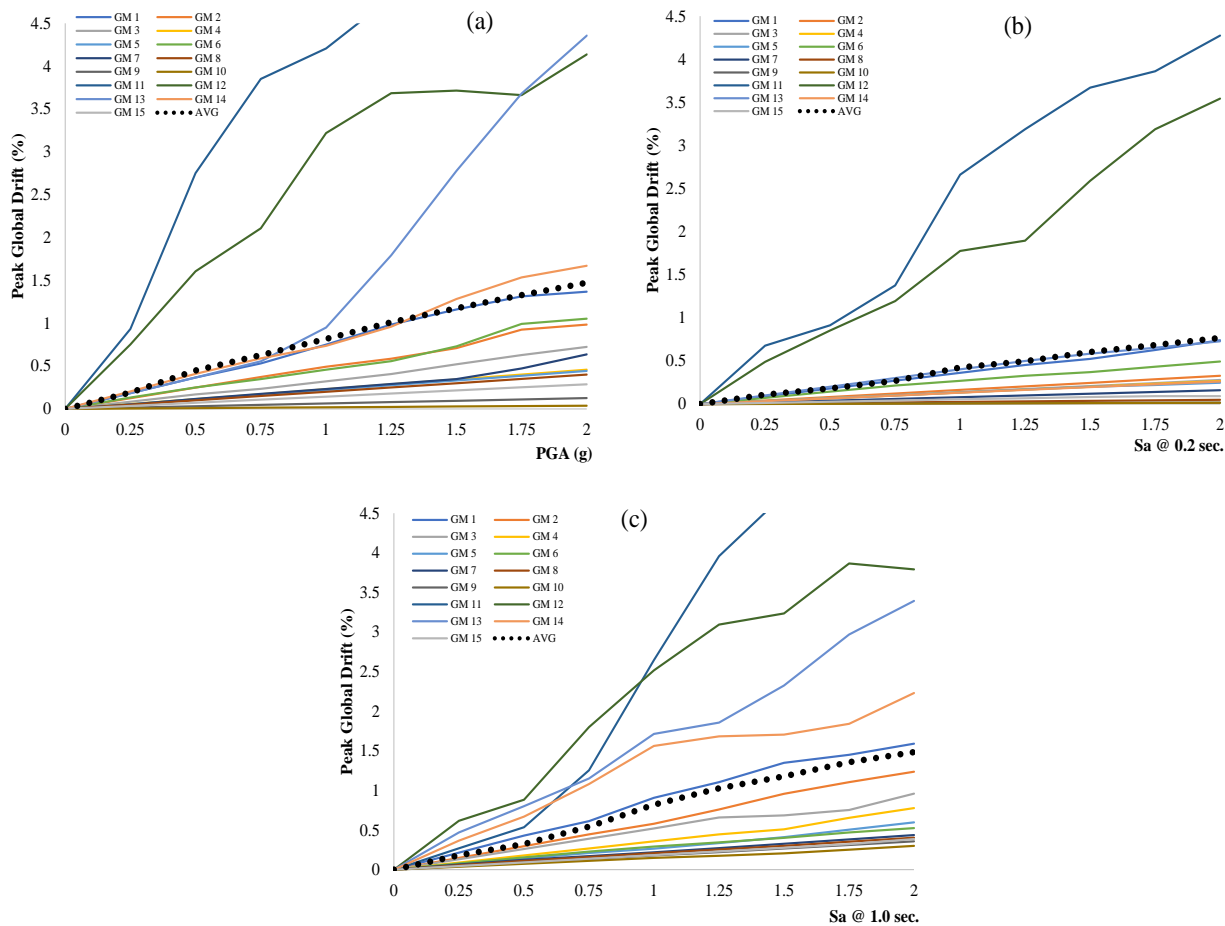 (a)
GM 1 GM 2
GM 3 GM 4
GM 5 GM 6
GM 7 GM 8
GM 9 GM 10
GM 11 GM 12
GM 13 GM 14
GM 15 AVG
Peak Global Drift (%)
4.5
4
3.5
3
2.5
2
1.5
1
0.5
0
0 0.25 0.5 0.75 1 1.25 1.5 1.75 2
PGA (g)
(b)
GM 1 GM 2
GM 3 GM 4
GM 5 GM 6
GM 7 GM 8
GM 9 GM 10
GM 11 GM 12
GM 13 GM 14
GM 15 AVG
Peak Global Drift (%)
4.5
4
3.5
3
2.5
2
1.5
1
0.5
0
0 0.25 0.5 0.75 1 1.25 1.5 1.75 2
Sa @ 0.2 sec.
(c)
GM 1 GM 2
GM 3 GM 4
GM 5 GM 6
GM 7 GM 8
GM 9 GM 10
GM 11 GM 12
GM 13 GM 14
GM 15 AVG
Peak Global Drift (%)
4.5
4
3.5
3
2.5
2
1.5
1
0.5
0
0 0.25 0.5 0.75 1 1.25 1.5 1.75 2
Sa @ 1.0 sec.